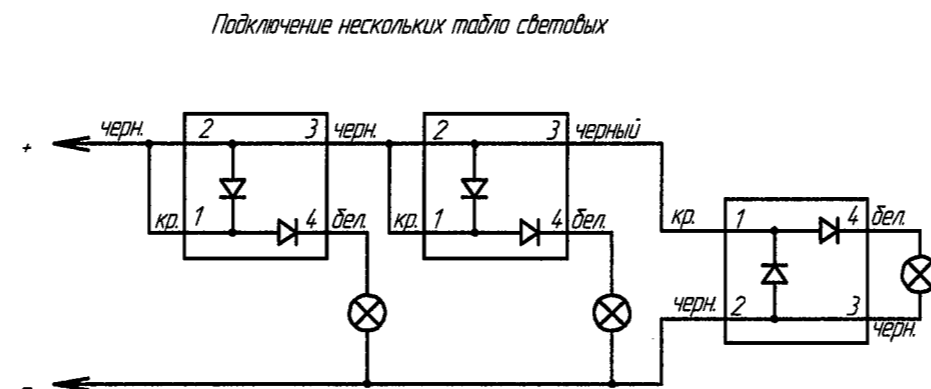 Подключение нескольких табло световых
+ черн. 2 3 черн. 2 3 черный
кр. 1 4 бел. кр. 1 4 бел. кр. 1 4 бел.
черн. 2 3 черн.
-